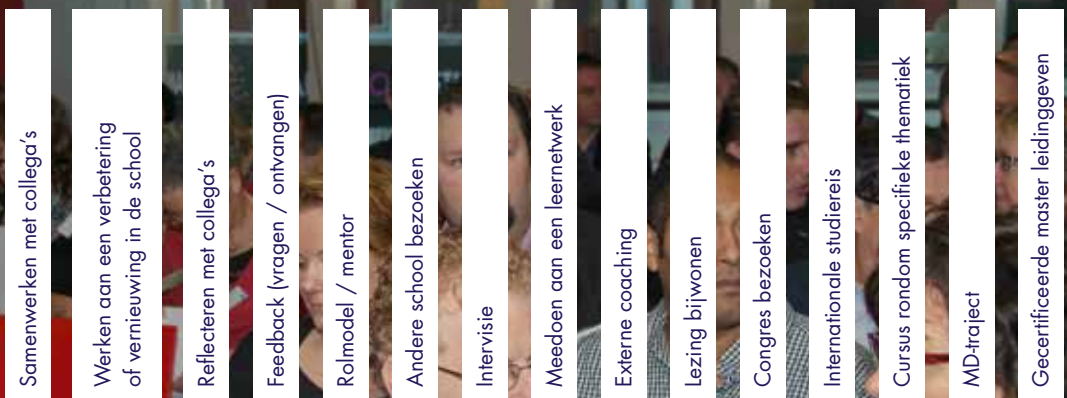 Samenwerken met collega's
Werken aan een verbetering
of vernieuwing in de school
Reflecteren met collega's
Feedback (vragen / ontvangen)
Rolmodel / mentor
Andere school bezoeken
Intervisie
Meedoen aan een leernetwerk
Externe coaching
Lezing bijwonen
Congres bezoeken
Internationale studiereis
Cursus rondom specifieke thematiek
MD-traject
Gecertificeerde master leidinggeven